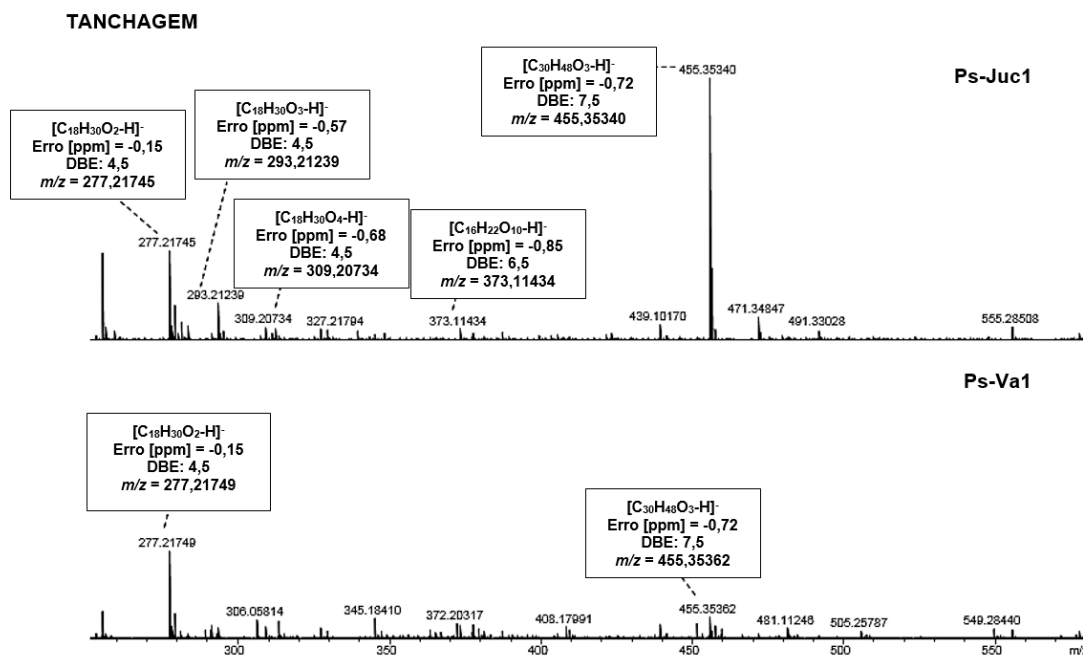 TANCHAGEM
Ps-Juc1
[C₃₀H₄₈O₃-H]⁻
Erro [ppm] = -0,72
DBE: 7,5
m/z = 455,35340
[C₁₈H₃₀O₃-H]⁻
Erro [ppm] = -0,57
DBE: 4,5
m/z = 293,21239
[C₁₈H₃₀O₂-H]⁻
Erro [ppm] = -0,15
DBE: 4,5
m/z = 277,21745
[C₁₈H₃₀O₄-H]⁻
Erro [ppm] = -0,68
DBE: 4,5
m/z = 309,20734
[C₁₆H₂₂O₁₀-H]⁻
Erro [ppm] = -0,85
DBE: 6,5
m/z = 373,11434
455.35340
277.21745
293.21239
309.20734
327.21794
373.11434
439.10170
471.34847
491.33028
555.28508
Ps-Va1
[C₁₈H₃₀O₂-H]⁻
Erro [ppm] = -0,15
DBE: 4,5
m/z = 277,21749
[C₃₀H₄₈O₃-H]⁻
Erro [ppm] = -0,72
DBE: 7,5
m/z = 455,35362
277.21749
306.05814
345.18410
372.20317
408.17991
455.35362
481.11246
505.25787
549.28440
300 350 400 450 500 550